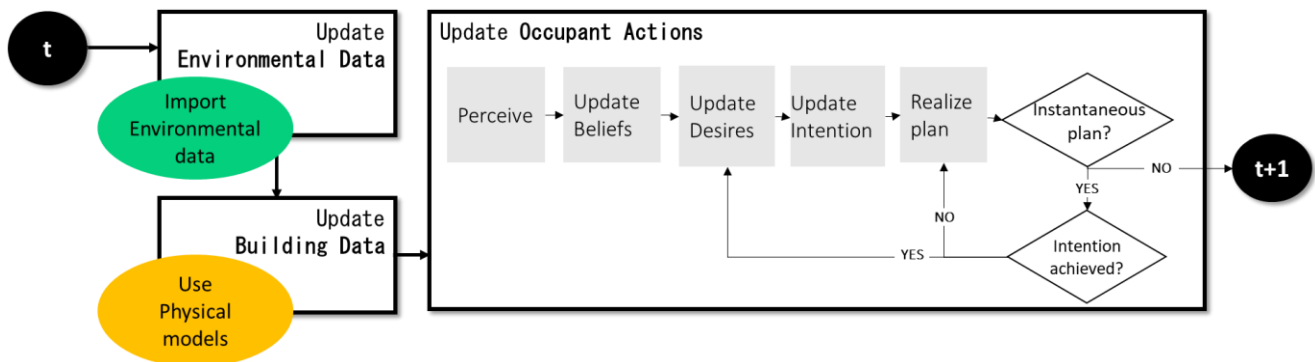 t
Update
Environmental Data
Import
Environmental
data
Update
Building Data
Use
Physical
models
Update Occupant Actions
Perceive
Update
Beliefs
Update
Desires
Update
Intention
Realize
plan
Instantaneous
plan?
NO
t+1
YES
Intention
achieved?
NO
YES